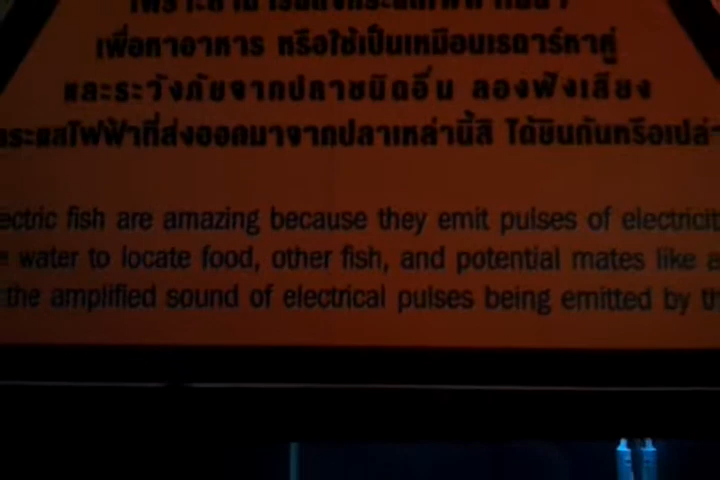 เพื่อหาอาหาร หรือใช้เป็นเหมือนเรดาร์หาคู่
และระวังภัยจากปลาชนิดอื่น ลองฟังเสียง
กระแสไฟฟ้าที่ส่งออกมาจากปลาเหล่านี้สิ ได้ยินกันหรือเปล่า
ectric fish are amazing because they emit pulses of electricit
water to locate food, other fish, and potential mates like a
the amplified sound of electrical pulses being emitted by th